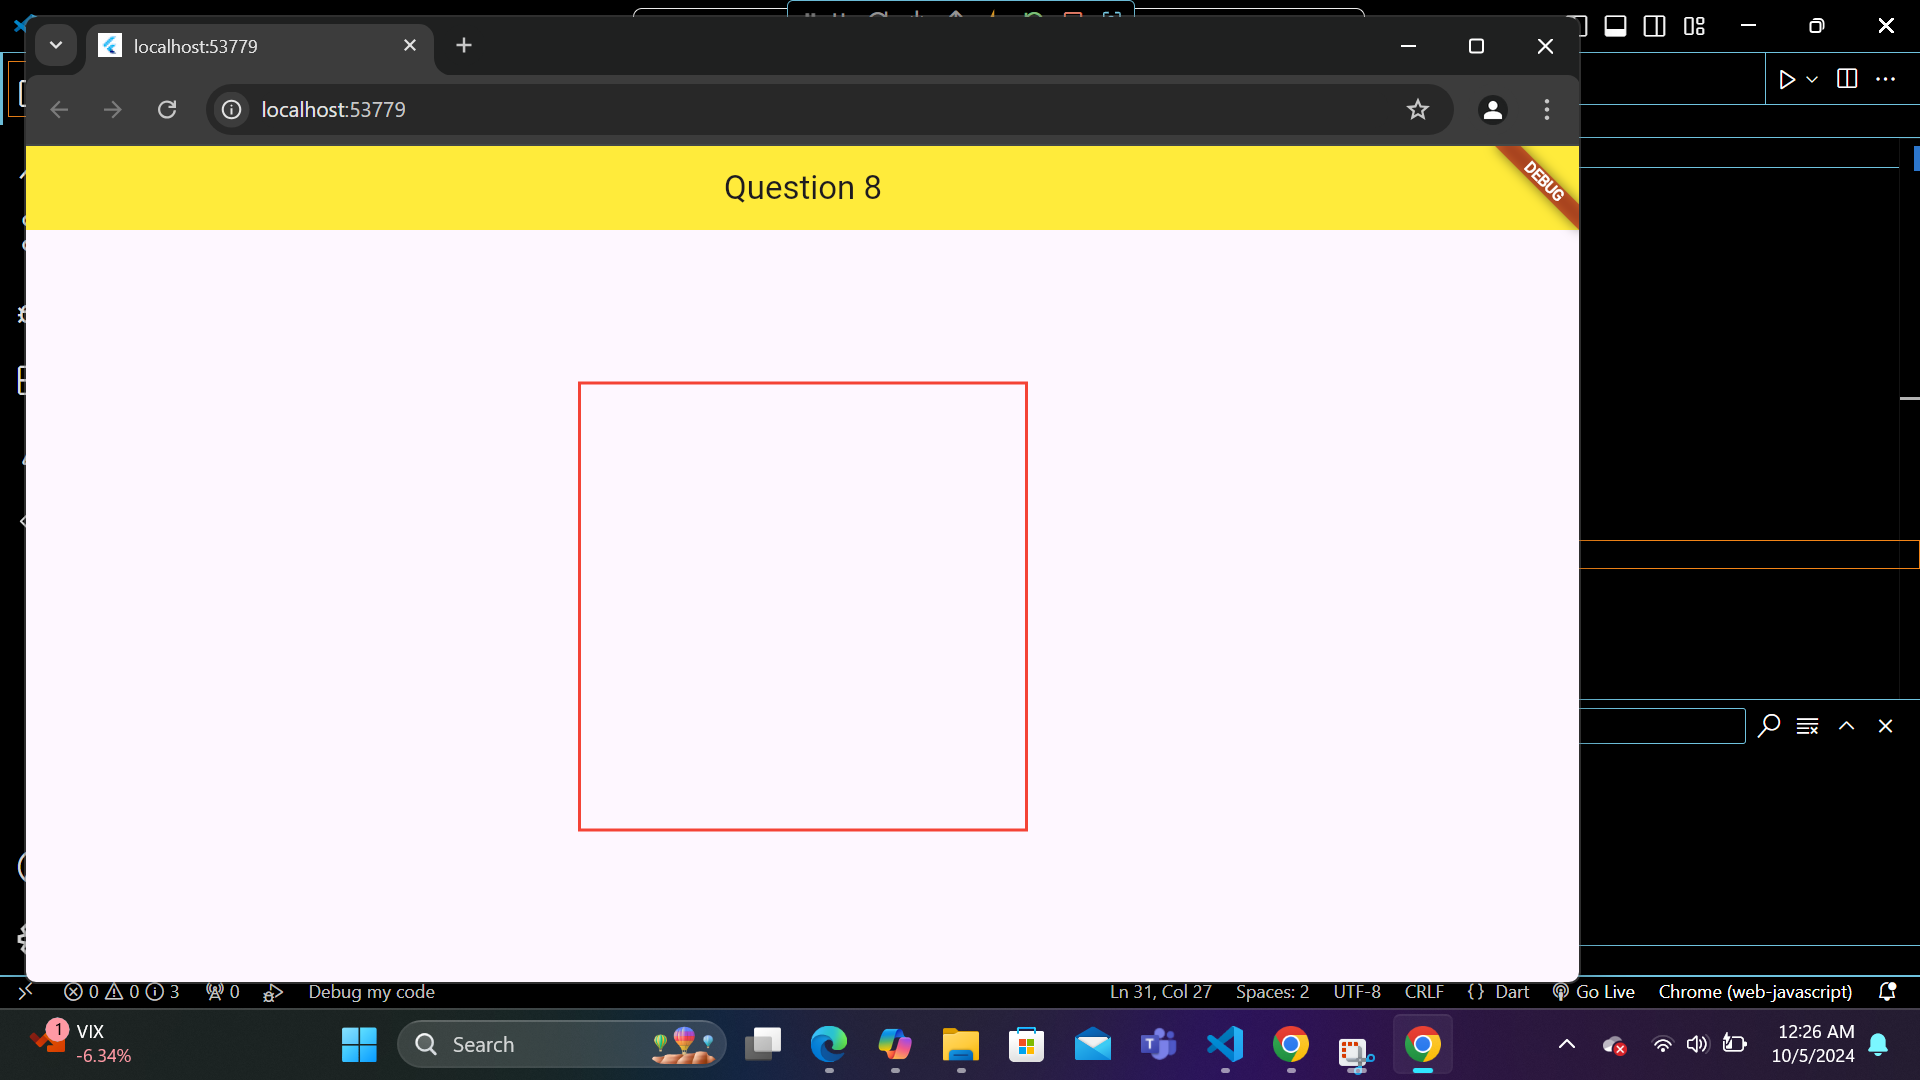 localhost:53779
localhost:53779
Question 8
DEBUG
0 0 3 0 Debug my code Ln 31, Col 27 Spaces: 2 UTF-8 CRLF {} Dart Go Live Chrome (web-javascript)
1 VIX
-6.34%
Search
12:26 AM
10/5/2024